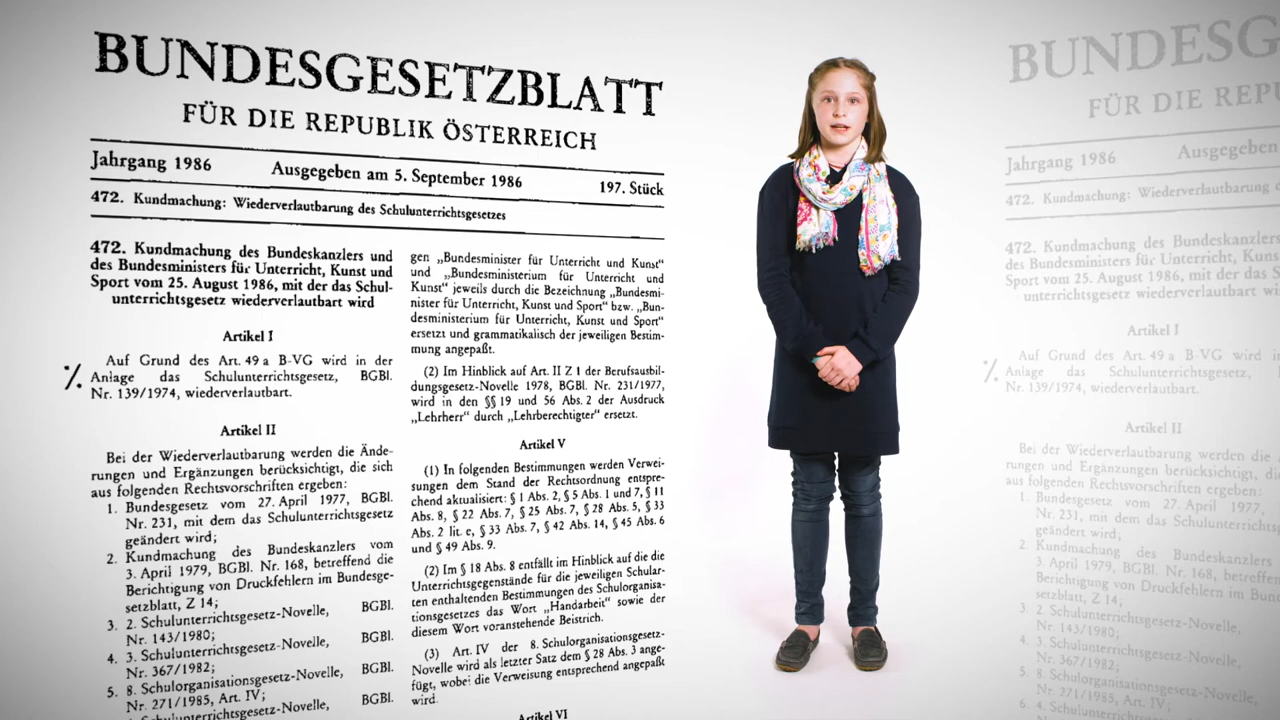 BUNDESGESETZBLATT
FÜR DIE REPUBLIK ÖSTERREICH
Jahrgang 1986 Ausgegeben am 5. September 1986 197. Stück
472. Kundmachung: Wiederverlautbarung des Schulunterrichtsgesetzes
472. Kundmachung des Bundeskanzlers und
des Bundesministers für Unterricht, Kunst und
Sport vom 25. August 1986, mit der das Schul-
unterrichtsgesetz wiederverlautbart wird
Artikel I
Auf Grund des Art. 49 a B-VG wird in der
⁒ Anlage das Schulunterrichtsgesetz, BGBl.
Nr. 139/1974, wiederverlautbart.
Artikel II
Bei der Wiederverlautbarung werden die Ände-
rungen und Ergänzungen berücksichtigt, die sich
aus folgenden Rechtsvorschriften ergeben:
1. Bundesgesetz vom 27. April 1977, BGBl.
Nr. 231, mit dem das Schulunterrichtsgesetz
geändert wird;
2. Kundmachung des Bundeskanzlers vom
3. April 1979, BGBl. Nr. 168, betreffend die
Berichtigung von Druckfehlern im Bundesge-
setzblatt, Z 14;
3. 2. Schulunterrichtsgesetz-Novelle, BGBl.
Nr. 143/1980;
4. 3. Schulunterrichtsgesetz-Novelle, BGBl.
Nr. 367/1982;
5. 8. Schulorganisationsgesetz-Novelle, BGBl.
Nr. 271/1985, Art. IV;
Schulunterrichtsgesetz-Novelle, BGBl.
gen „Bundesminister für Unterricht und Kunst“
und „Bundesministerium für Unterricht und
Kunst“ jeweils durch die Bezeichnung „Bundesmi-
nister für Unterricht, Kunst und Sport“ bzw. „Bun-
desministerium für Unterricht, Kunst und Sport“
ersetzt und grammatikalisch der jeweiligen Bestim-
mung angepaßt.
(2) Im Hinblick auf Art. II Z 1 der Berufsausbil-
dungsgesetz-Novelle 1978, BGBl. Nr. 231/1977,
wird in den §§ 19 und 56 Abs. 2 der Ausdruck
„Lehrherr“ durch „Lehrberechtigter“ ersetzt.
Artikel V
(1) In folgenden Bestimmungen werden Verwei-
sungen dem Stand der Rechtsordnung entspre-
chend aktualisiert: § 1 Abs. 2, § 5 Abs. 1 und 7, § 11
Abs. 8, § 22 Abs. 7, § 25 Abs. 7, § 28 Abs. 5, § 33
Abs. 2 lit. e, § 33 Abs. 7, § 42 Abs. 14, § 45 Abs. 6
und § 49 Abs. 9.
(2) Im § 18 Abs. 8 entfällt im Hinblick auf die die
Unterrichtsgegenstände für die jeweiligen Schular-
ten enthaltenden Bestimmungen des Schulorganisa-
tionsgesetzes das Wort „Handarbeit“ sowie der
diesem Wort voranstehende Beistrich.
(3) Art. IV der 8. Schulorganisationsgesetz-
Novelle wird als letzter Satz dem § 28 Abs. 3 ange-
fügt, wobei die Verweisung entsprechend angepaßt
wird.
Artikel VI
BUNDESG
FÜR DIE REPU
Jahrgang 1986 Ausgegeben
472. Kundmachung: Wiederverlautbarung
472. Kundmachung des Bundeskanzlers
des Bundesministers für Unterricht, Kuns
Sport vom 25. August 1986, mit der das Sch
unterrichtsgesetz wiederverlautbart wi
Artikel I
Auf Grund des Art. 49 a B-VG wird i
⁒ Anlage das Schulunterrichtsgesetz,
Nr. 139/1974, wiederverlautbart.
Artikel II
Bei der Wiederverlautbarung werden die
rungen und Ergänzungen berücksichtigt, di
aus folgenden Rechtsvorschriften ergeben:
1. Bundesgesetz vom 27. April 1977,
Nr. 231, mit dem das Schulunterrichts
geändert wird;
2. Kundmachung des Bundeskanzlers
3. April 1979, BGBl. Nr. 168, betreffen
Berichtigung von Druckfehlern im Bund
setzblatt, Z 14;
3. 2. Schulunterrichtsgesetz-Novelle,
Nr. 143/1980;
4. 3. Schulunterrichtsgesetz-Novelle,
Nr. 367/1982;
5. 8. Schulorganisationsgesetz-Novelle,
Nr. 271/1985, Art. IV;
6. 4. Schulunterrichtsgesetz-Novelle,